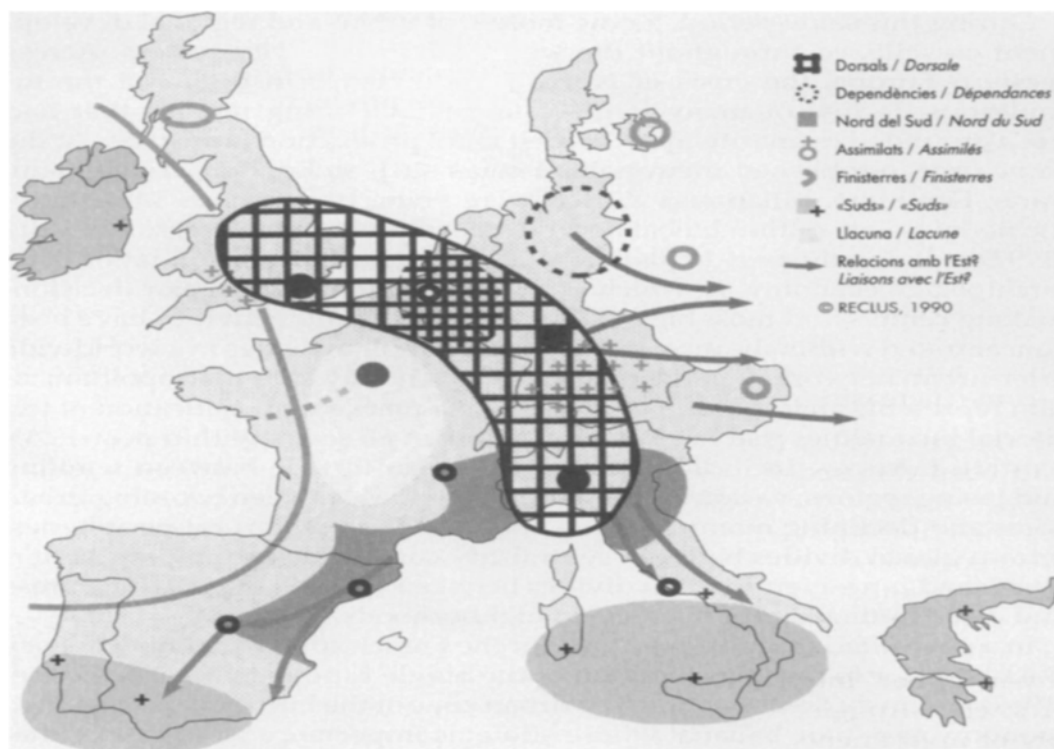 Dorsals / Dorsale
Dependències / Dépendances
Nord del Sud / Nord du Sud
Assimilats / Assimilés
Finisterres / Finisterres
«Suds» / «Suds»
Llacuna / Lacune
Relacions amb l'Est?
Liaisons avec l'Est?
© RECLUS, 1990